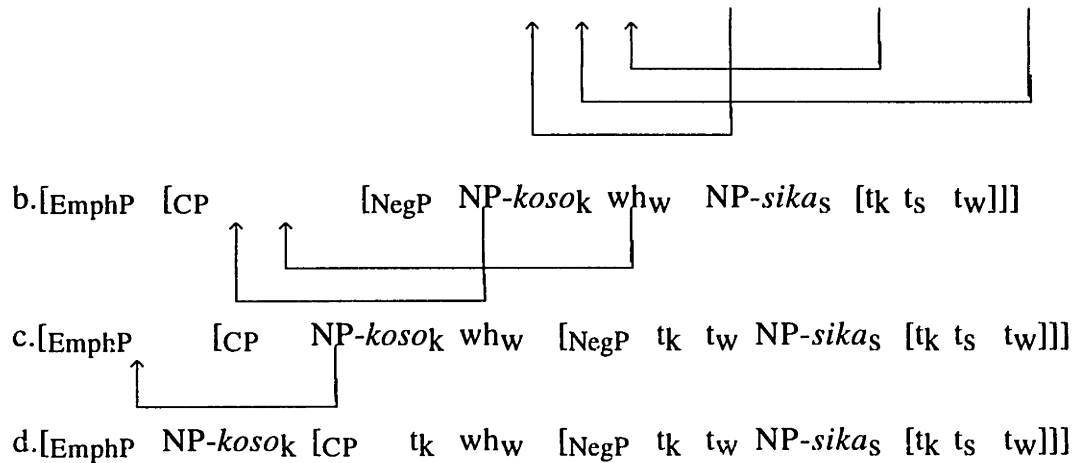 b.[EmphP [CP [NegP NP-kosok whw NP-sikas [tk ts tw]]]
c.[EmphP [CP NP-kosok whw [NegP tk tw NP-sikas [tk ts tw]]]
d.[EmphP NP-kosok [CP tk whw [NegP tk tw NP-sikas [tk ts tw]]]